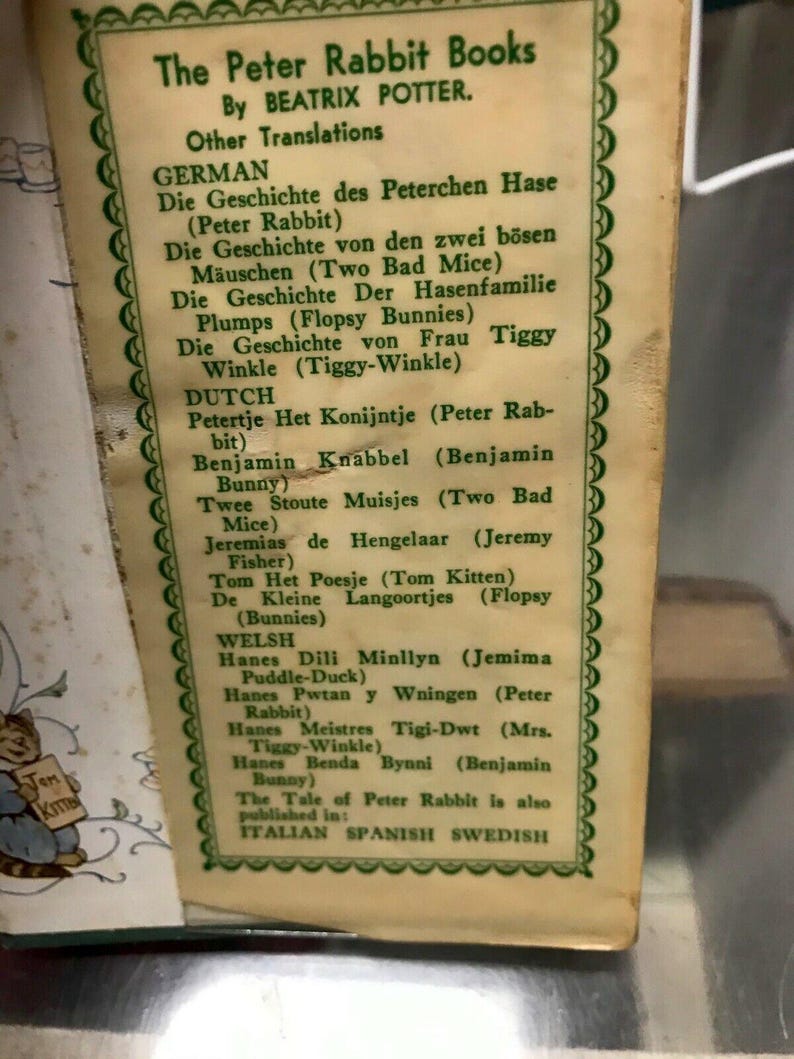 The Peter Rabbit Books
By BEATRIX POTTER.
Other Translations
GERMAN
Die Geschichte des Peterchen Hase
(Peter Rabbit)
Die Geschichte von den zwei bösen
Mäuschen (Two Bad Mice)
Die Geschichte Der Hasenfamilie
Plumps (Flopsy Bunnies)
Die Geschichte von Frau Tiggy
Winkle (Tiggy-Winkle)
DUTCH
Petertje Het Konijntje (Peter Rab-
bit)
Benjamin Knabbel (Benjamin
Bunny)
Twee Stoute Muisjes (Two Bad
Mice)
Jeremias de Hengelaar (Jeremy
Fisher)
Tom Het Poesje (Tom Kitten)
De Kleine Langoortjes (Flopsy
(Bunnies)
WELSH
Hanes Dili Minllyn (Jemima
Puddle-Duck)
Hanes Pwtan y Wningen (Peter
Rabbit)
Hanes Meistres Tigi-Dwt (Mrs.
Tiggy-Winkle)
Hanes Benda Bynni (Benjamin
Bunny)
The Tale of Peter Rabbit is also
published in:
ITALIAN SPANISH SWEDISH
TOM
KITTEN